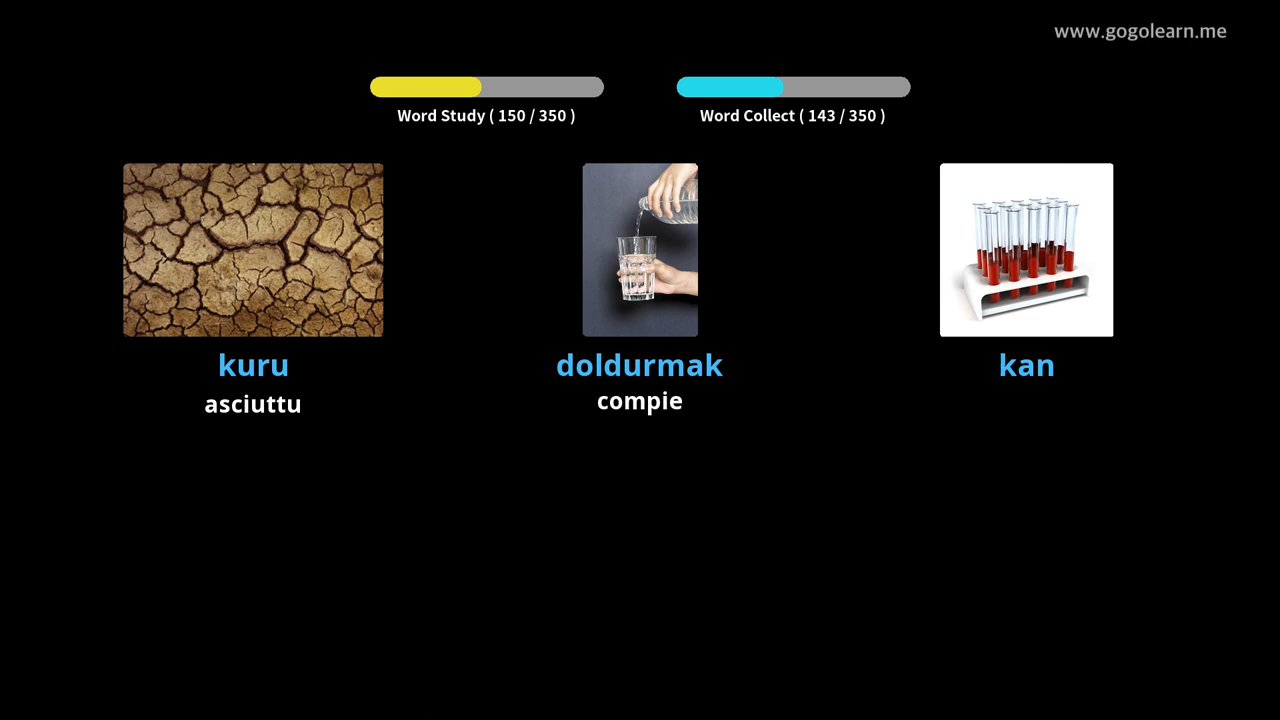 www.gogolearn.me
Word Study ( 150 / 350 )
Word Collect ( 143 / 350 )
kuru
asciuttu
doldurmak
compie
kan